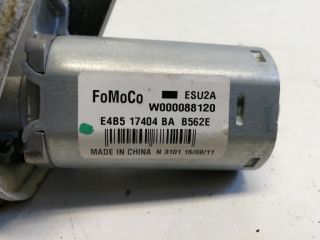 FoMoCo ESU2A
W000088120
E4B5 17404 BA B562E
MADE IN CHINA N 3101 16/09/11